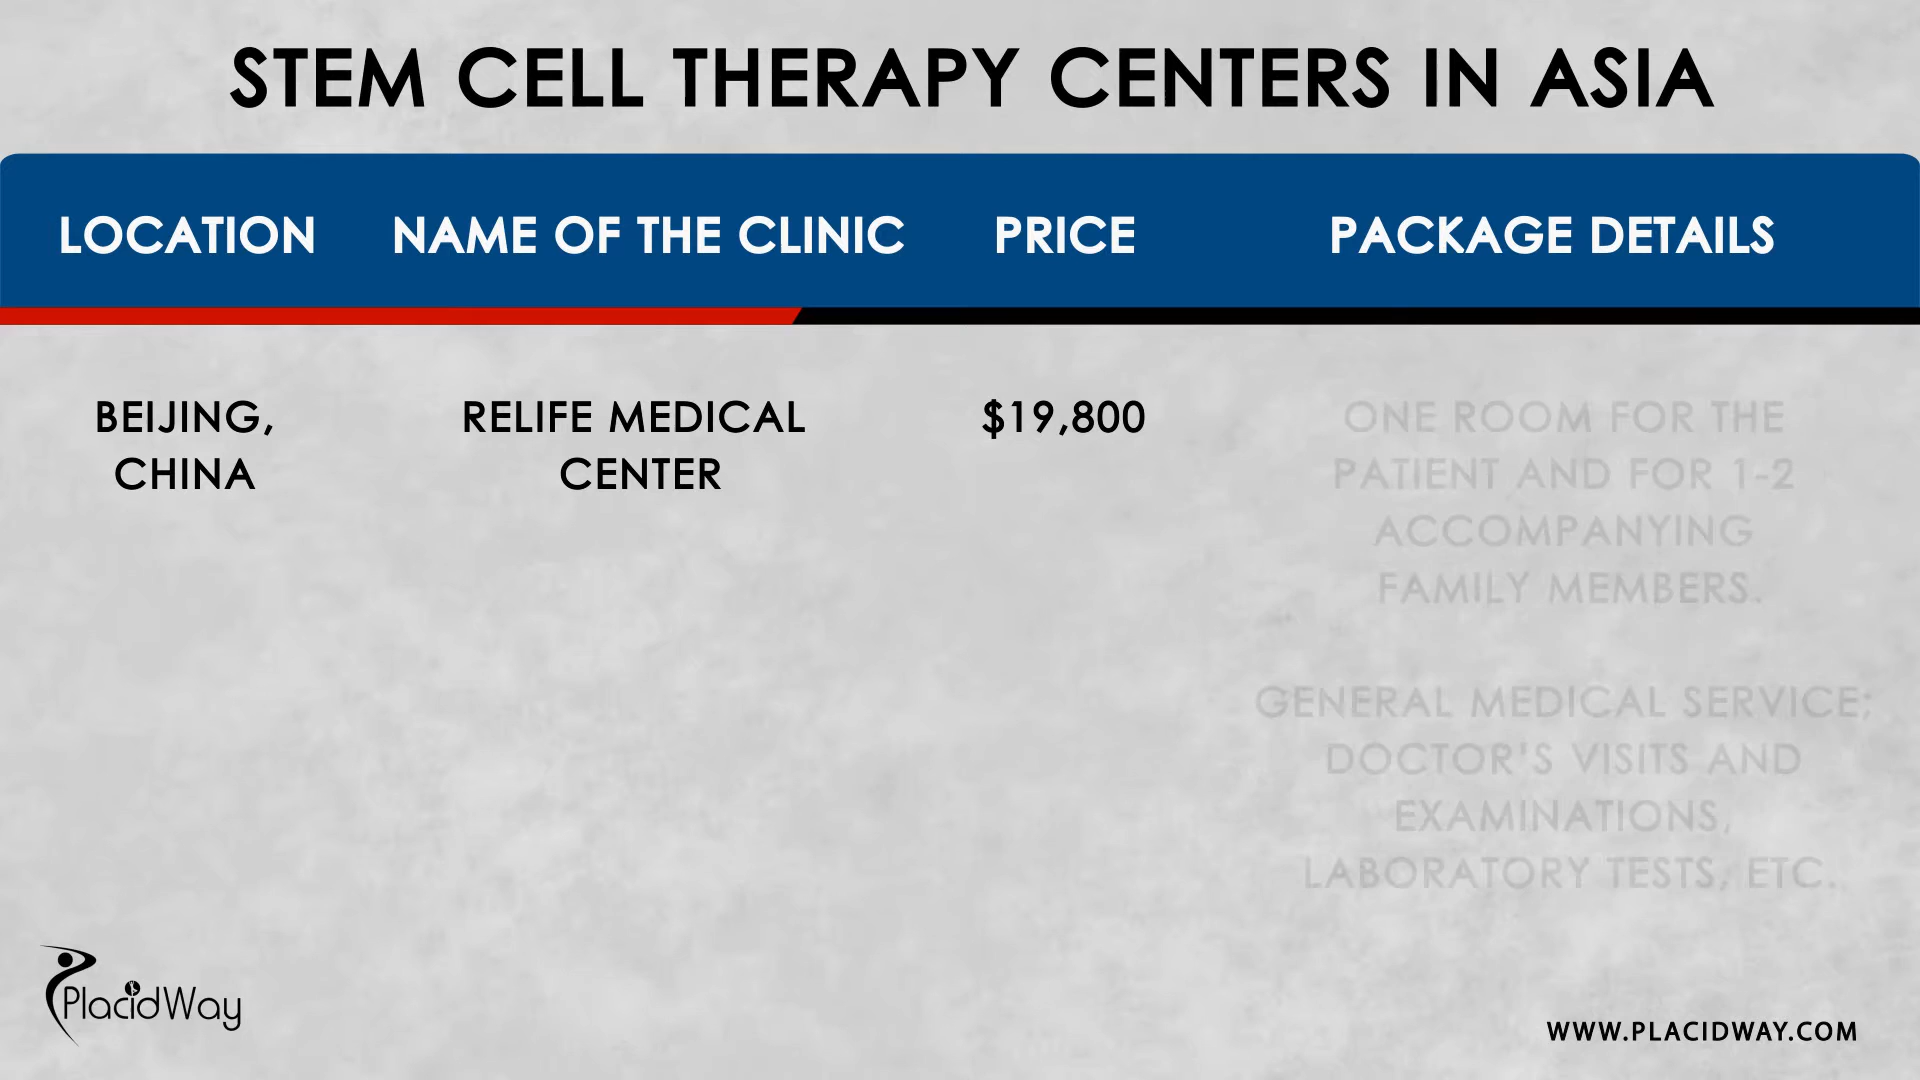 STEM CELL THERAPY CENTERS IN ASIA
LOCATION NAME OF THE CLINIC PRICE PACKAGE DETAILS
BEIJING,
CHINA
RELIFE MEDICAL
CENTER
$19,800
ONE ROOM FOR THE
PATIENT AND FOR 1-2
ACCOMPANYING
FAMILY MEMBERS.
GENERAL MEDICAL SERVICE;
DOCTOR'S VISITS AND
EXAMINATIONS,
LABORATORY TESTS, ETC.
PlacidWay
WWW.PLACIDWAY.COM